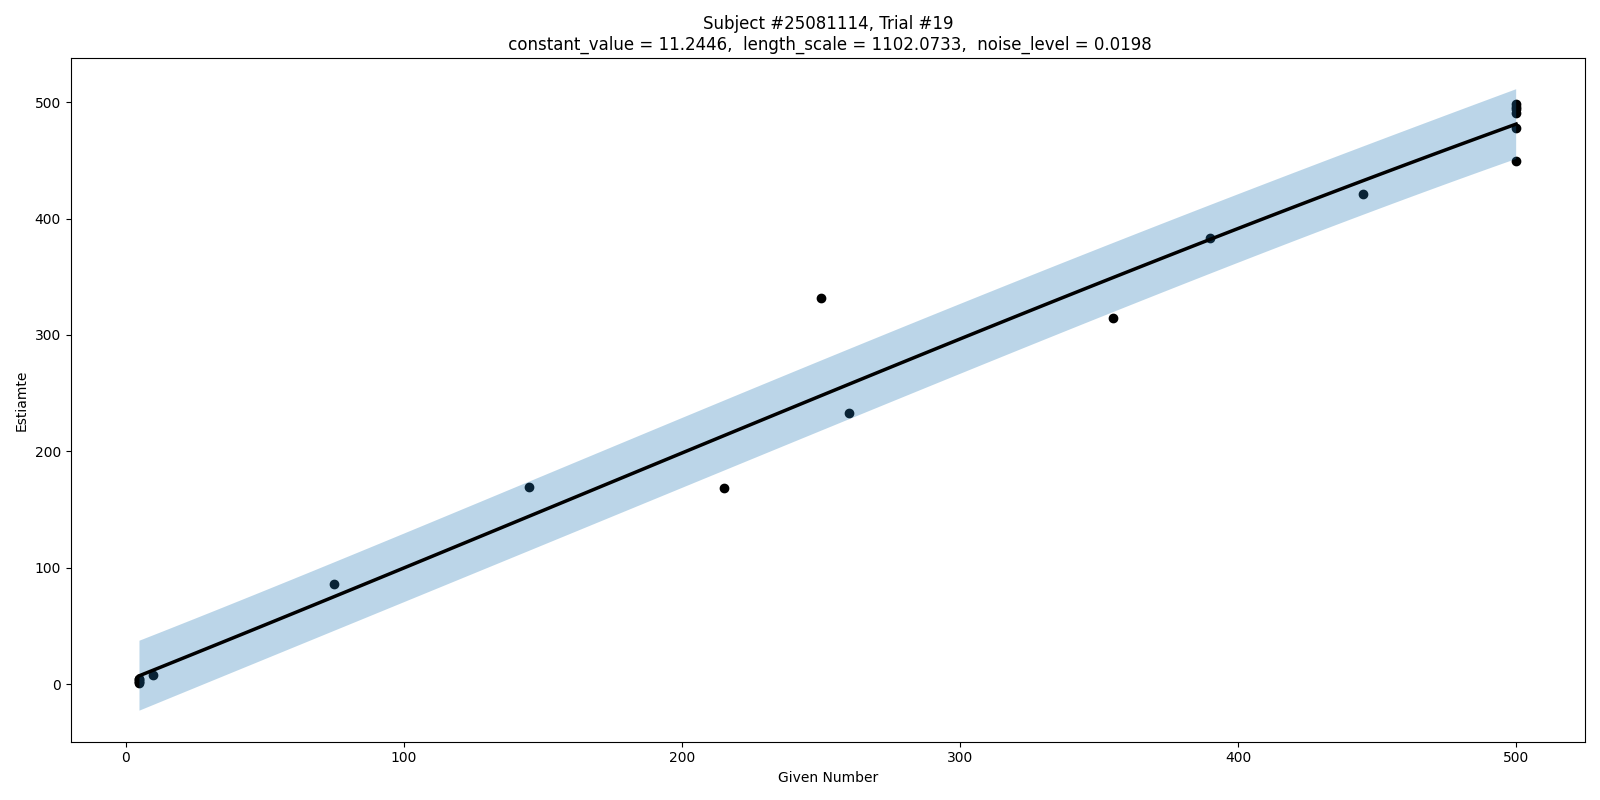 Subject #25081114, Trial #19
constant_value = 11.2446,  length_scale = 1102.0733,  noise_level = 0.0198
500
400
300
200
100
0
Estiamte
0 100 200 300 400 500
Given Number